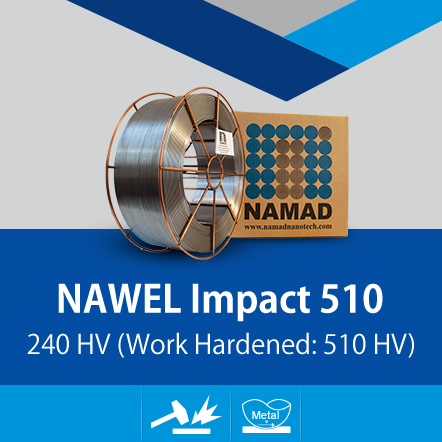 NAMAD
www.namadnanotech.com
NAWEL Impact 510
240 HV (Work Hardened: 510 HV)
Metal